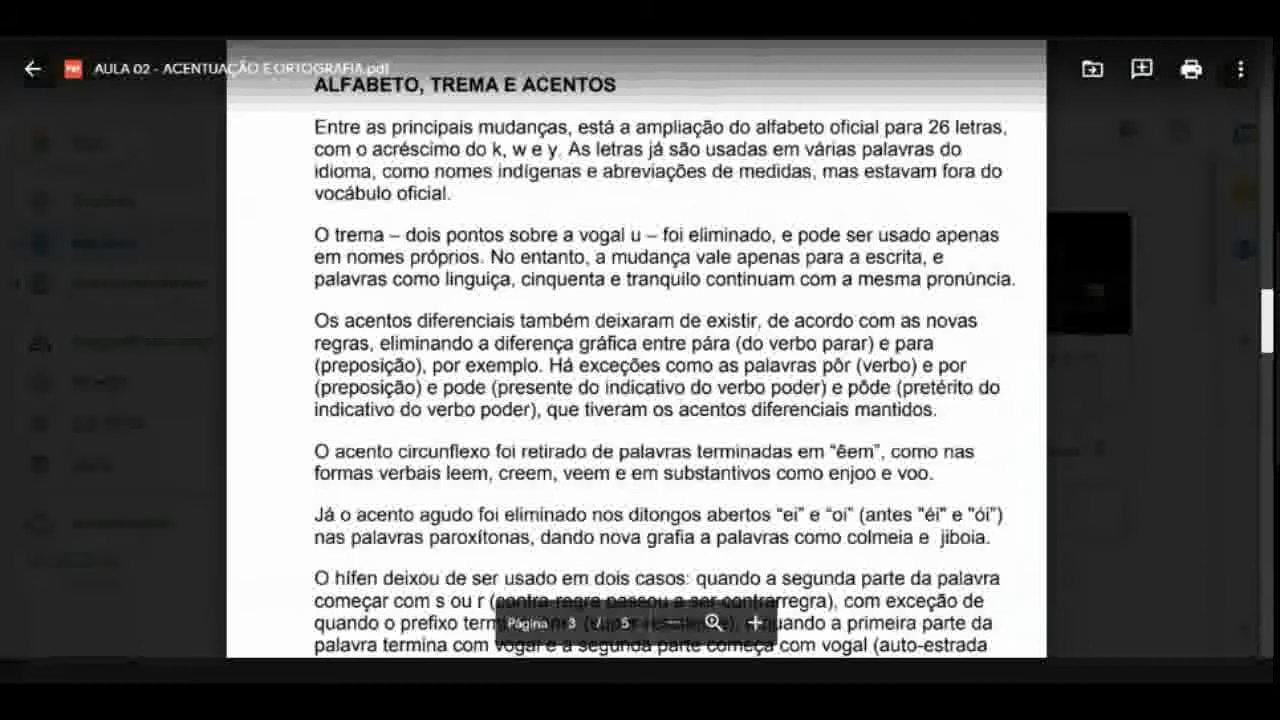 AULA 02 - ACENTUAÇÃO E ORTOGRAFIA.pdf
ALFABETO, TREMA E ACENTOS
Entre as principais mudanças, está a ampliação do alfabeto oficial para 26 letras,
com o acréscimo do k, w e y. As letras já são usadas em várias palavras do
idioma, como nomes indígenas e abreviações de medidas, mas estavam fora do
vocábulo oficial.
O trema – dois pontos sobre a vogal u – foi eliminado, e pode ser usado apenas
em nomes próprios. No entanto, a mudança vale apenas para a escrita, e
palavras como linguiça, cinquenta e tranquilo continuam com a mesma pronúncia.
Os acentos diferenciais também deixaram de existir, de acordo com as novas
regras, eliminando a diferença gráfica entre pára (do verbo parar) e para
(preposição), por exemplo. Há exceções como as palavras pôr (verbo) e por
(preposição) e pode (presente do indicativo do verbo poder) e pôde (pretérito do
indicativo do verbo poder), que tiveram os acentos diferenciais mantidos.
O acento circunflexo foi retirado de palavras terminadas em “êem”, como nas
formas verbais leem, creem, veem e em substantivos como enjoo e voo.
Já o acento agudo foi eliminado nos ditongos abertos “ei” e “oi” (antes "éi" e "ói")
nas palavras paroxítonas, dando nova grafia a palavras como colmeia e jiboia.
O hífen deixou de ser usado em dois casos: quando a segunda parte da palavra
começar com s ou r (contra-regra passou a ser contrarregra), com exceção de
quando o prefixo quando a primeira parte da
Página 3 / 5
palavra termina com vogal e a segunda parte começa com vogal (auto-estrada